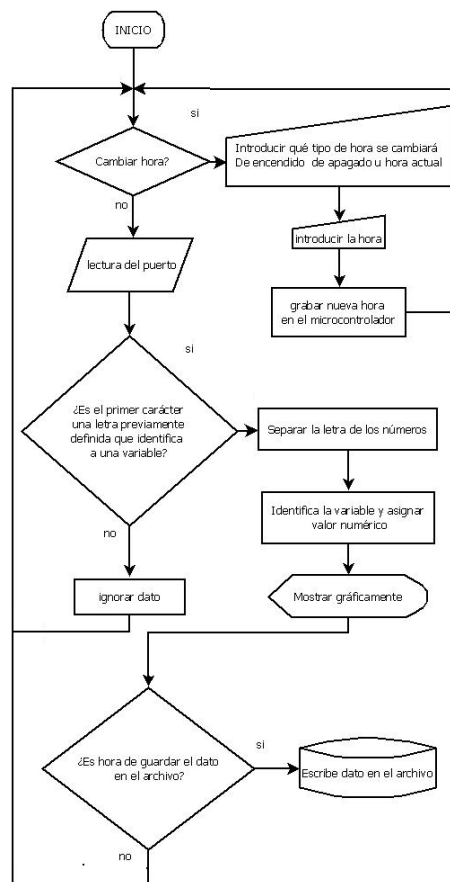 INICIO
si
Cambiar hora?
Introducir qué tipo de hora se cambiará
De encendido de apagado u hora actual
no
introducir la hora
lectura del puerto
grabar nueva hora
en el microcontrolador
si
¿Es el primer carácter
una letra previamente
definida que identifica
a una variable?
Separar la letra de los números
Identifica la variable y asignar
valor numérico
no
ignorar dato
Mostrar gráficamente
si
¿Es hora de guardar el dato
en el archivo?
Escribe dato en el archivo
no